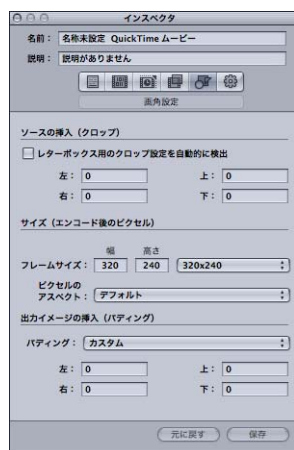 インスペクタ
名前： 名称未設定 QuickTime ムービー
説明： 説明がありません
画角設定
ソースの挿入（クロップ）
レターボックス用のクロップ設定を自動的に検出
左： 0 上： 0
右： 0 下： 0
サイズ（エンコード後のピクセル）
幅 高さ
フレームサイズ： 320 240 320x240
ピクセルの
アスペクト： デフォルト
出力イメージの挿入（パディング）
パディング： カスタム
左： 0 上： 0
右： 0 下： 0
元に戻す 保存